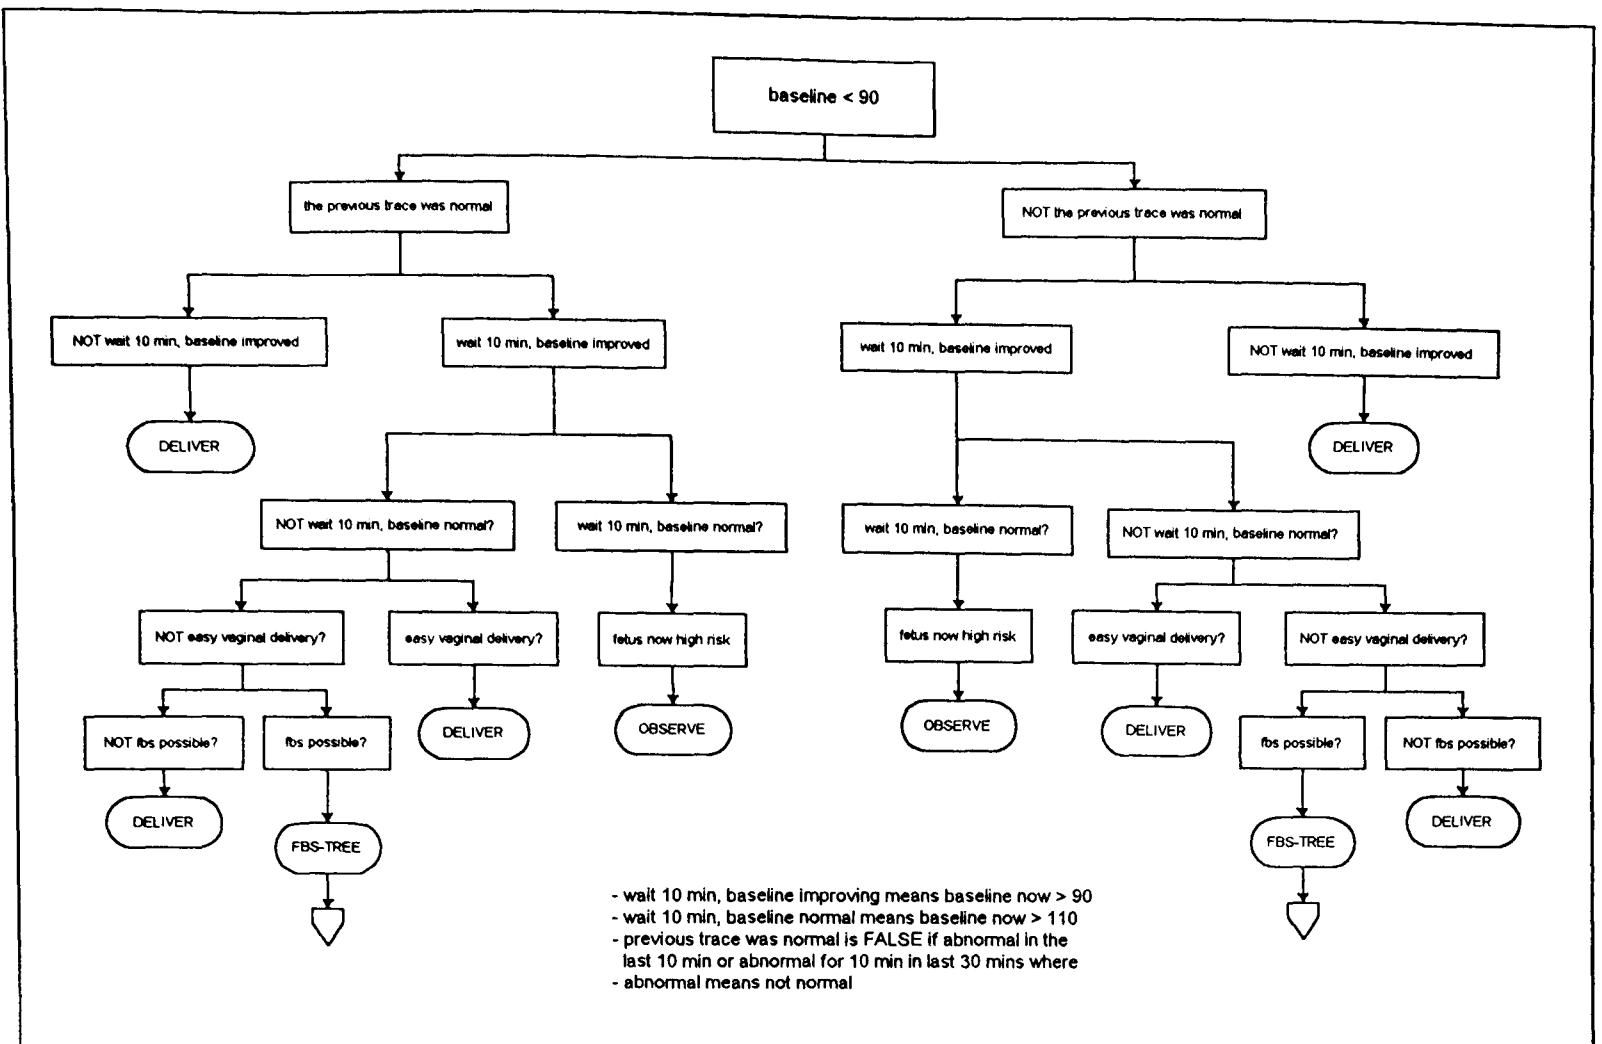 baseline < 90
the previous trace was normal
NOT the previous trace was normal
NOT wait 10 min, baseline improved
wait 10 min, baseline improved
wait 10 min, baseline improved
NOT wait 10 min, baseline improved
DELIVER
DELIVER
NOT wait 10 min, baseline normal?
wait 10 min, baseline normal?
wait 10 min, baseline normal?
NOT wait 10 min, baseline normal?
NOT easy vaginal delivery?
easy vaginal delivery?
fetus now high risk
fetus now high risk
easy vaginal delivery?
NOT easy vaginal delivery?
NOT fbs possible?
fbs possible?
DELIVER
OBSERVE
OBSERVE
DELIVER
fbs possible?
NOT fbs possible?
DELIVER
FBS-TREE
FBS-TREE
DELIVER
- wait 10 min, baseline improving means baseline now > 90
- wait 10 min, baseline normal means baseline now > 110
- previous trace was normal is FALSE if abnormal in the
last 10 min or abnormal for 10 min in last 30 mins where
- abnormal means not normal